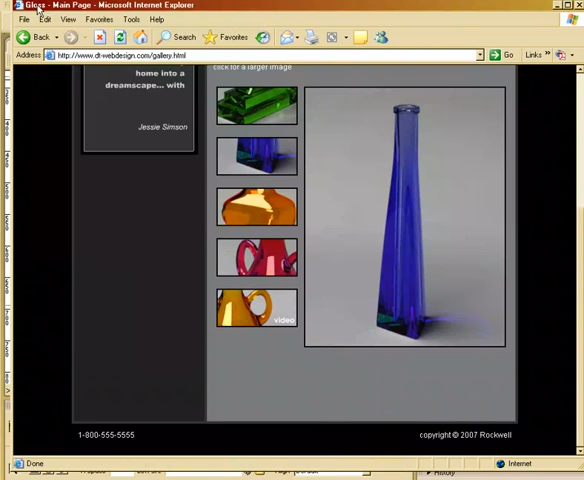 Gloss - Main Page - Microsoft Internet Explorer
File Edit View Favorites Tools Help
Back Search Favorites
Address http://www.dt-webdesign.com/gallery.html Go Links »
click for a larger image
home into a
dreamscape... with
Jessie Simson
video
1-800-555-5555 copyright © 2007 Rockwell
Done Internet
History